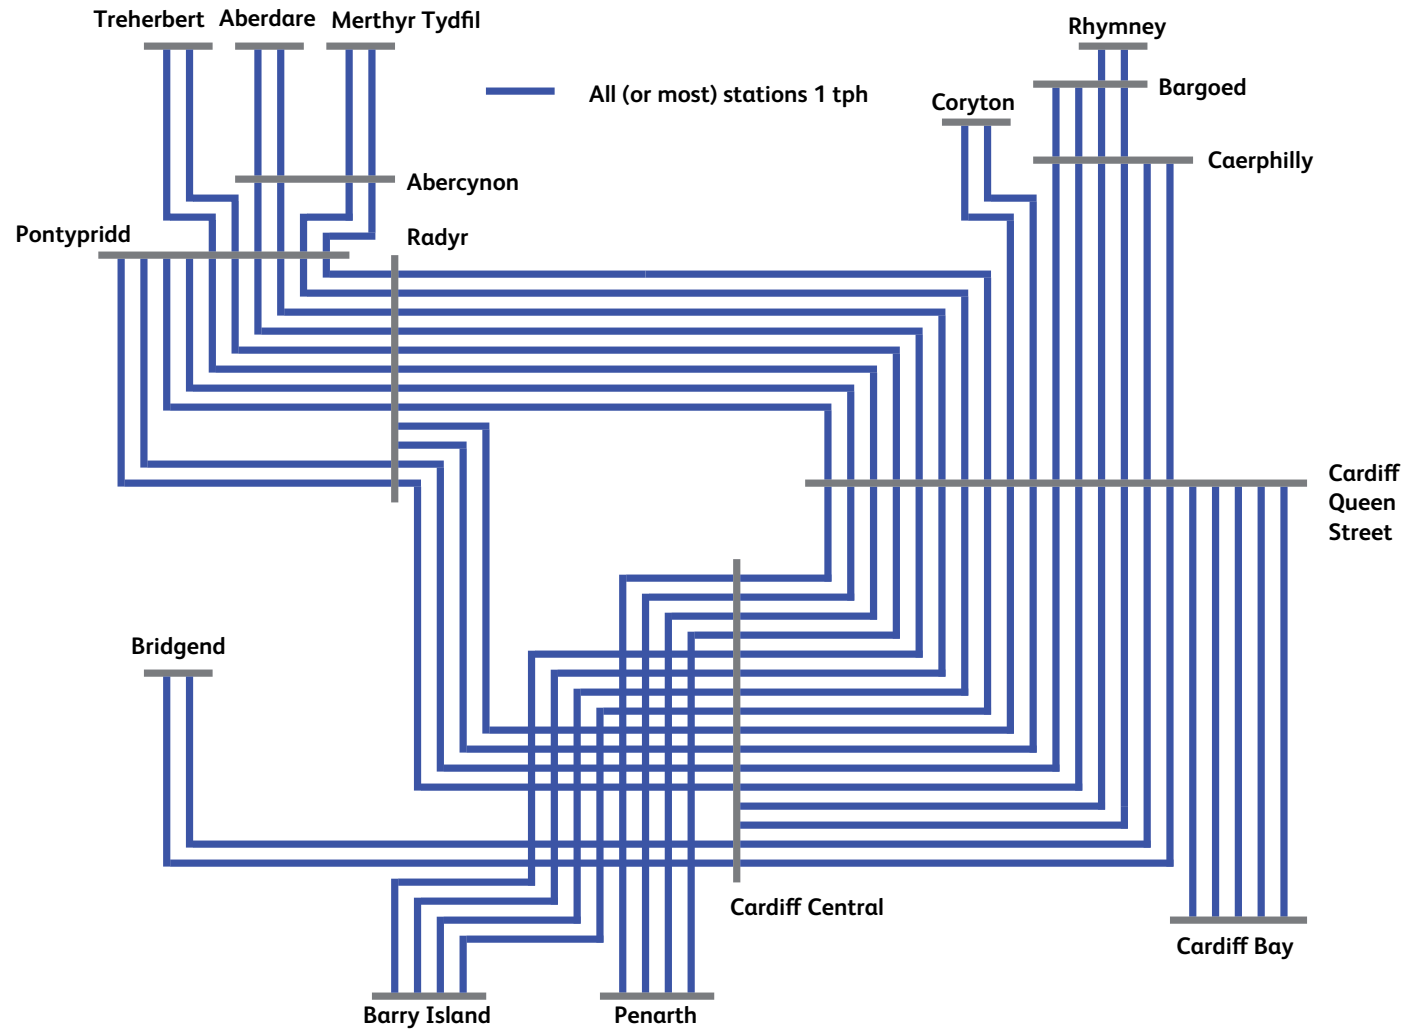 Treherbert
Aberdare
Merthyr Tydfil
Rhymney
All (or most) stations 1 tph
Coryton
Bargoed
Caerphilly
Abercynon
Pontypridd
Radyr
Cardiff
Queen
Street
Bridgend
Cardiff Central
Cardiff Bay
Barry Island
Penarth